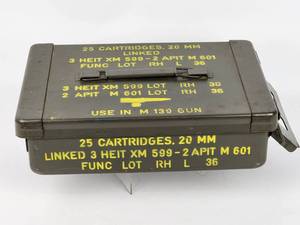 25 CARTRIDGES, 20 MM
LINKED
3 HEIT XM 599-2 APIT M 601
FUNC LOT RH L 36
3 HEIT XM 599 LOT RH 30
2 APIT M 601 LOT RH 36
USE IN M 139 GUN
25 CARTRIDGES, 20 MM
LINKED 3 HEIT XM 599-2 APIT M 601
FUNC LOT RH L 36